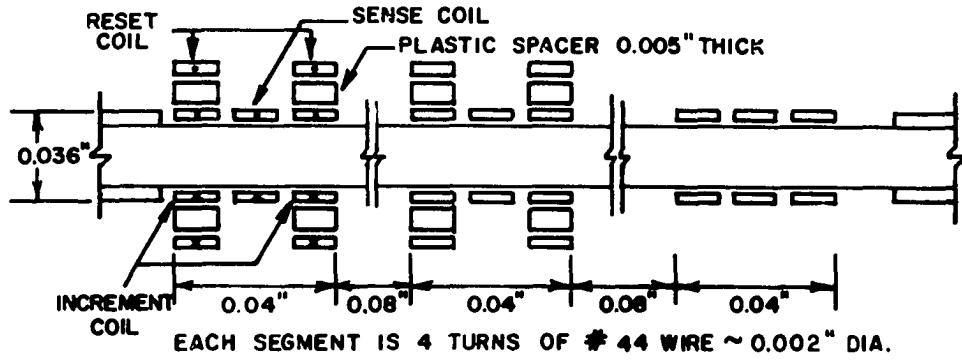 RESET COIL
SENSE COIL
PLASTIC SPACER 0.005" THICK
0.036"
INCREMENT COIL
0.04"
0.08"
0.04"
0.08"
0.04"
EACH SEGMENT IS 4 TURNS OF # 44 WIRE ~ 0.002" DIA.